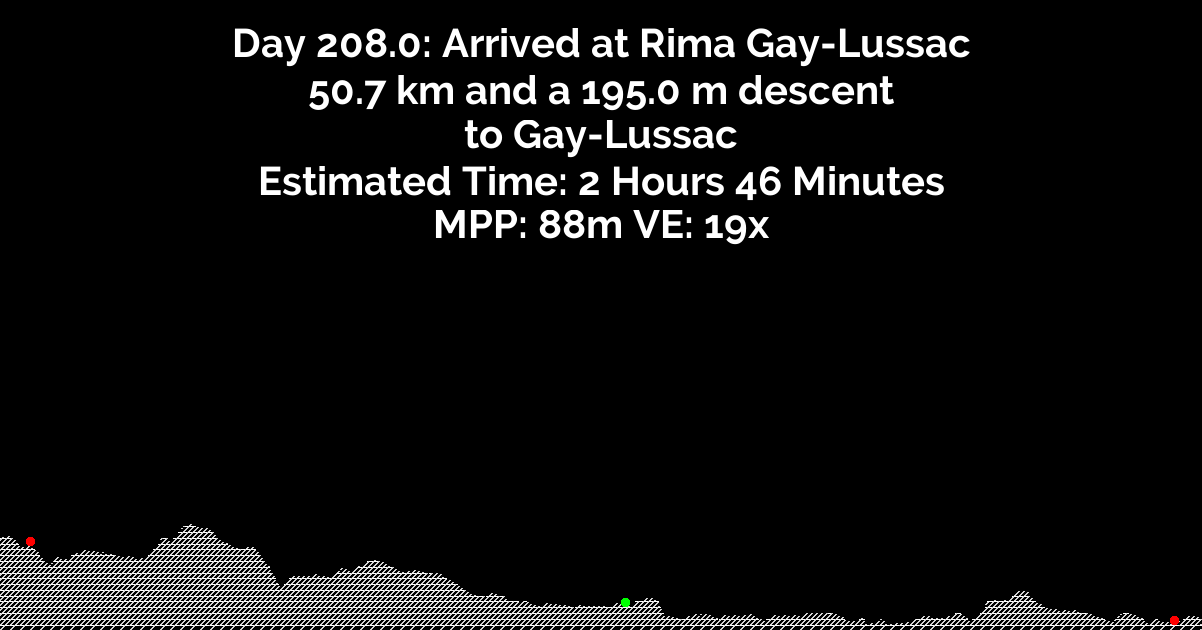 Day 208.0: Arrived at Rima Gay-Lussac
50.7 km and a 195.0 m descent
to Gay-Lussac
Estimated Time: 2 Hours 46 Minutes
MPP: 88m VE: 19x